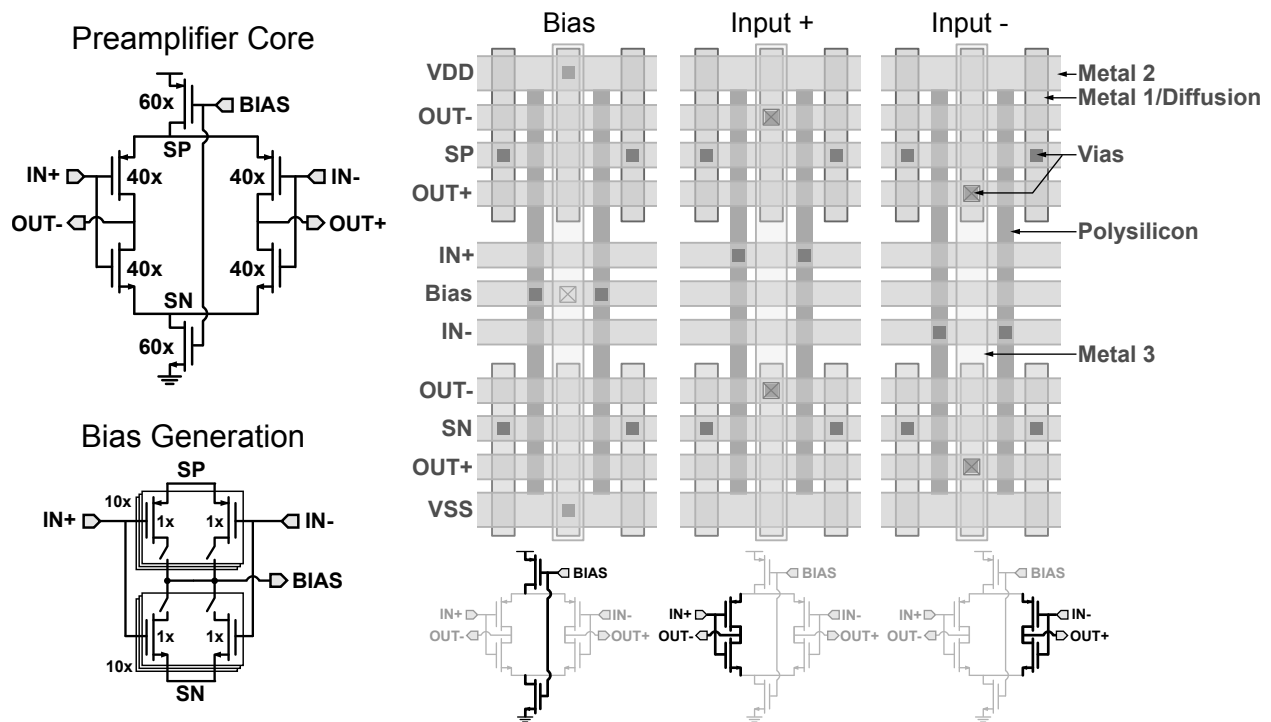 Preamplifier Core
60x
BIAS
SP
IN+
40x
40x
IN-
OUT-
OUT+
40x
40x
SN
60x
Bias Generation
SP
10x
IN+
1x
1x
IN-
BIAS
1x
1x
10x
SN
Bias
Input +
Input -
VDD
OUT-
SP
OUT+
IN+
Bias
IN-
OUT-
SN
OUT+
VSS
Metal 2
Metal 1/Diffusion
Vias
Polysilicon
Metal 3
BIAS
IN+
IN-
OUT-
OUT+
BIAS
IN+
IN-
OUT-
OUT+
BIAS
IN+
IN-
OUT-
OUT+